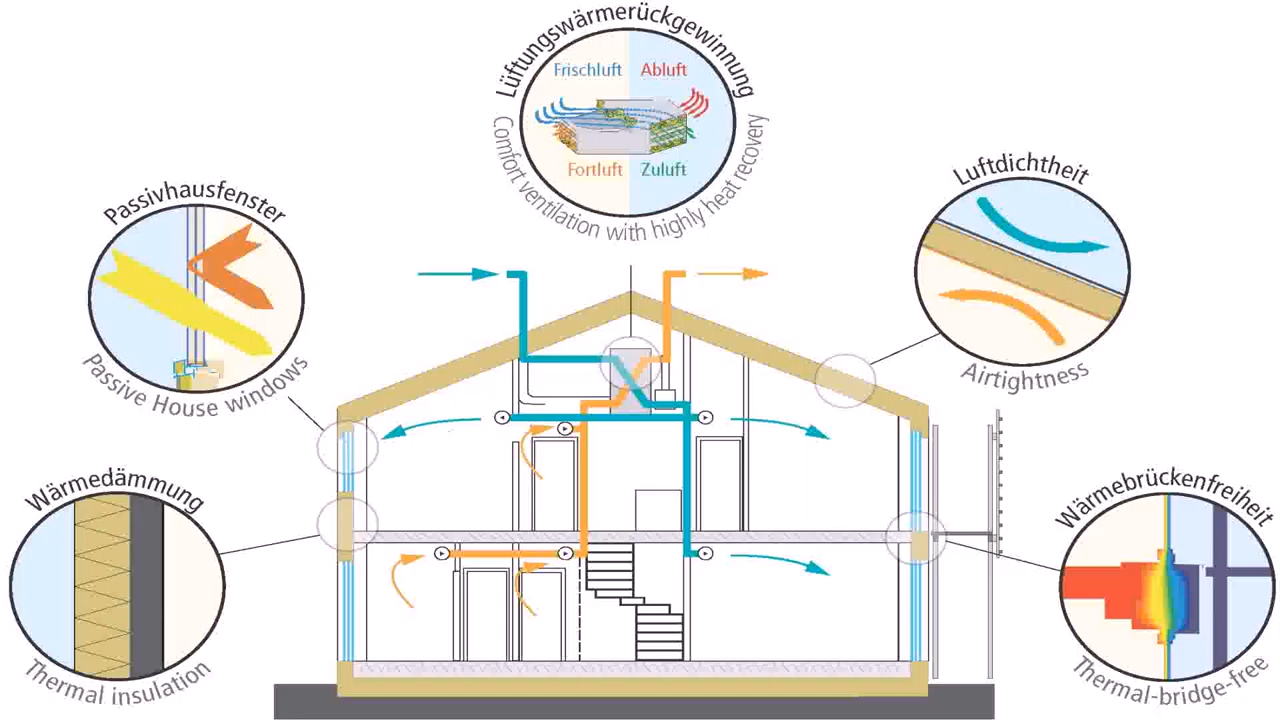 Lüftungswärmerückgewinnung
Frischluft Abluft
Fortluft Zuluft
Comfort ventilation with highly heat recovery
Passivhausfenster
Passive House windows
Luftdichtheit
Airtightness
Wärmedämmung
Thermal insulation
Wärmebrückenfreiheit
Thermal-bridge-free